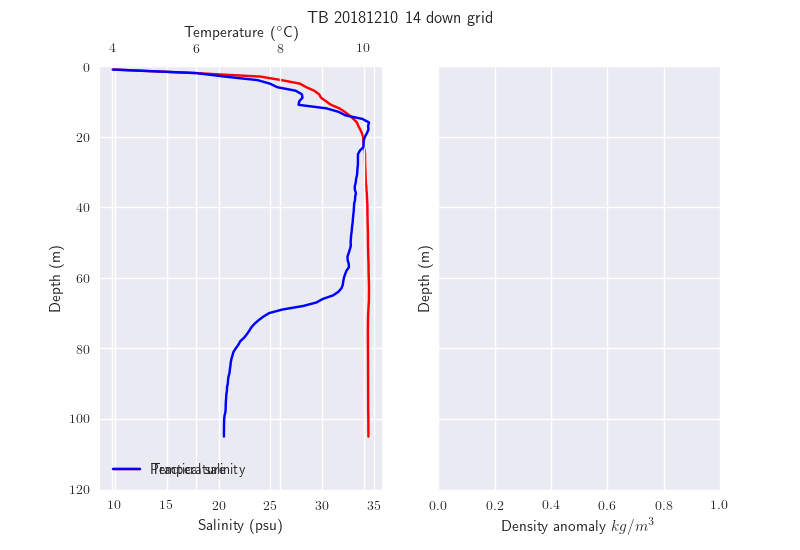 TB 20181210 14 down grid
Temperature (°C)
4 6 8 10
0
20
40
60
80
100
120
Depth (m)
10 15 20 25 30 35
Salinity (psu)
Depth (m)
0.0 0.2 0.4 0.6 0.8 1.0
Density anomaly kg/m³